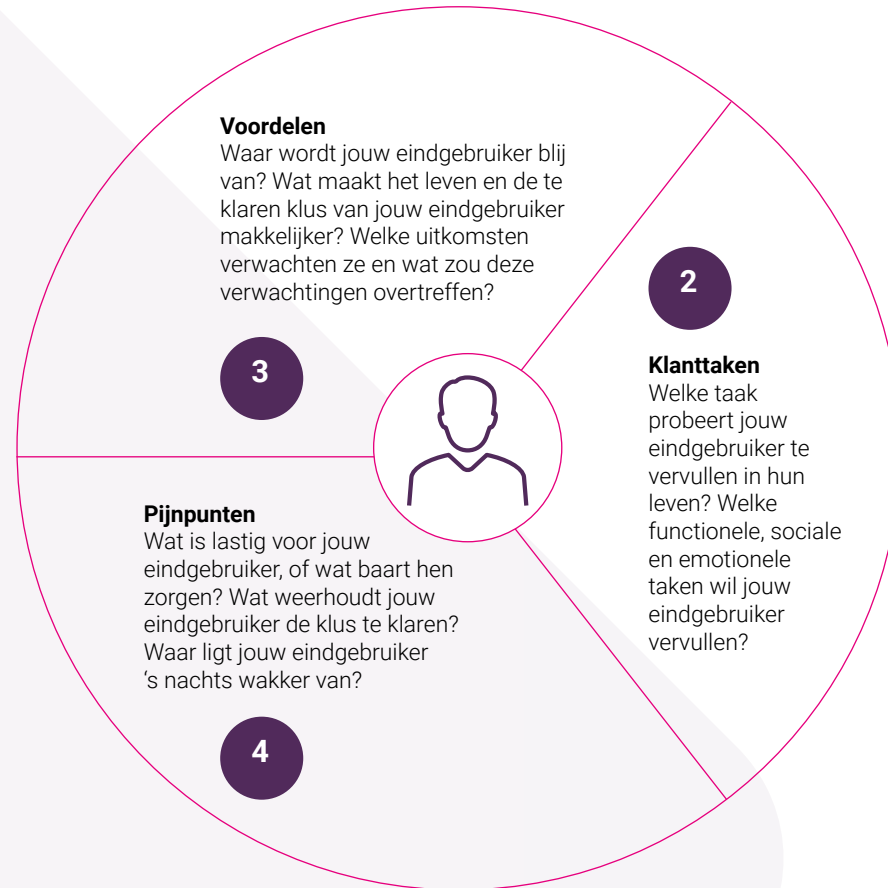 Voordelen
Waar wordt jouw eindgebruiker blij
van? Wat maakt het leven en de te
klaren klus van jouw eindgebruiker
makkelijker? Welke uitkomsten
verwachten ze en wat zou deze
verwachtingen overtreffen?
3
2
Klanttaken
Welke taak
probeert jouw
eindgebruiker te
vervullen in hun
leven? Welke
functionele, sociale
en emotionele
taken wil jouw
eindgebruiker
vervullen?
Pijnpunten
Wat is lastig voor jouw
eindgebruiker, of wat baart hen
zorgen? Wat weerhoudt jouw
eindgebruiker de klus te klaren?
Waar ligt jouw eindgebruiker
‘s nachts wakker van?
4